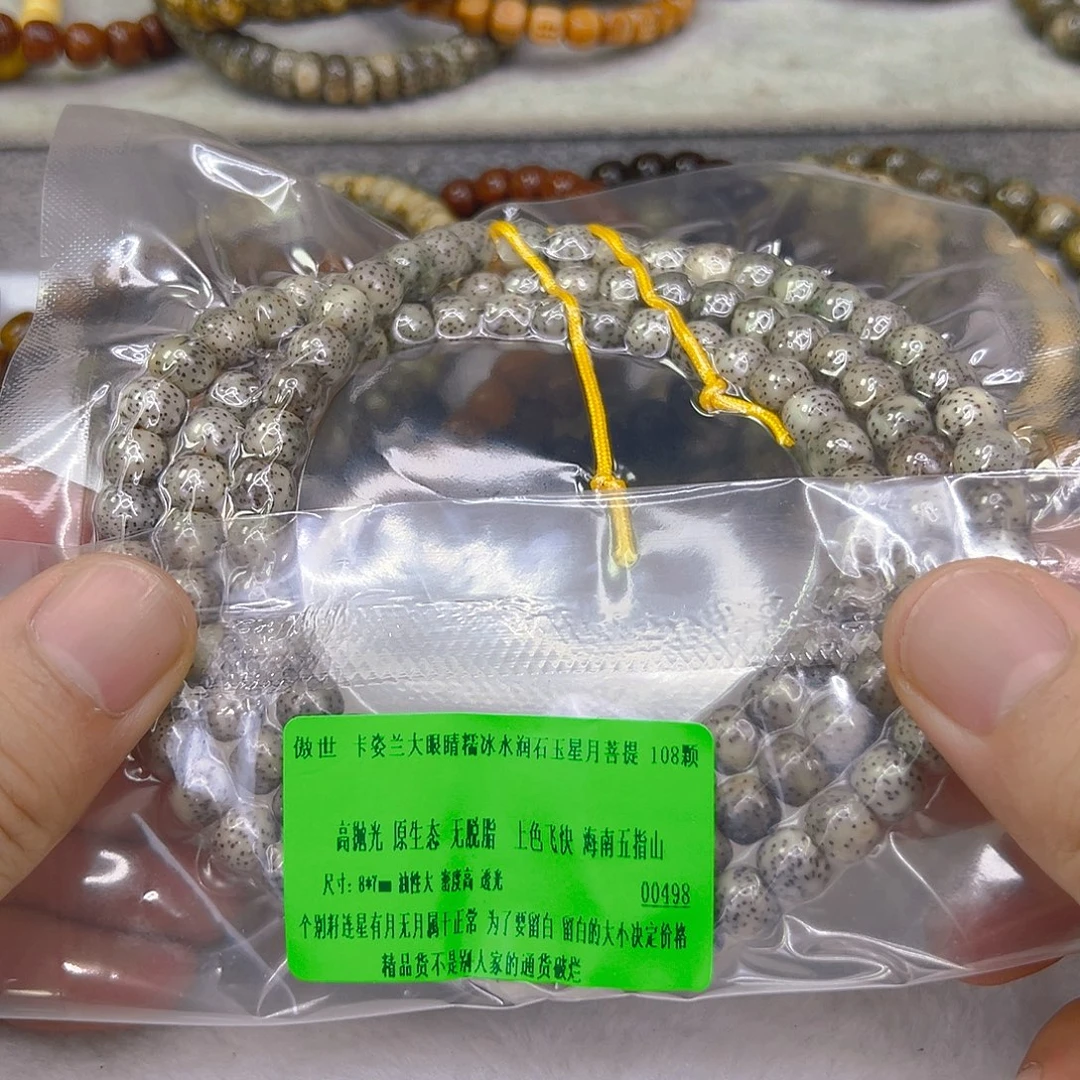 傲世 卡姿兰大眼睛糯冰水润石玉星月菩提 108颗
高抛光 原生态 无脱脂 上色飞快 海南五指山
尺寸：8*7mm 油性大 密度高 透光
00498
个别籽连星有月无月属于正常 为了要留白 留白的大小决定价格
精品货不是别人家的通货破烂